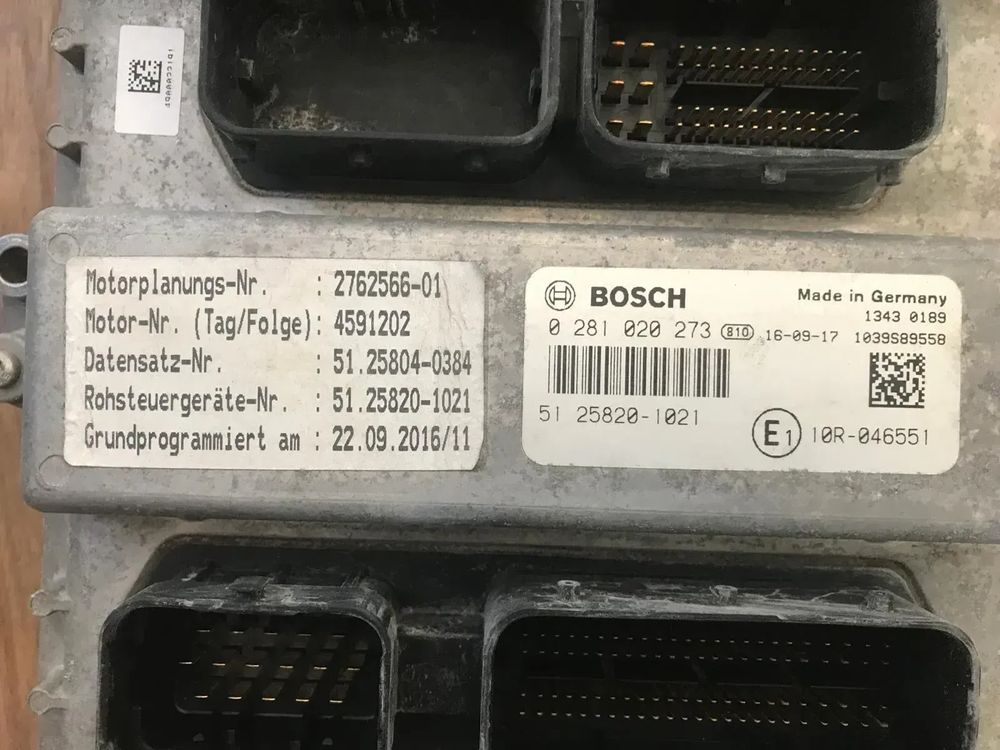 Motorplanungs-Nr. : 2762566-01
Motor-Nr. (Tag/Folge): 4591202
Datensatz-Nr. : 51.25804-0384
Rohsteuergeräte-Nr. : 51.25820-1021
Grundprogrammiert am : 22.09.2016/11
BOSCH
Made in Germany
1343 0189
0 281 020 273 810 16-09-17 1039S89558
51 25820-1021
E1 10R-046551